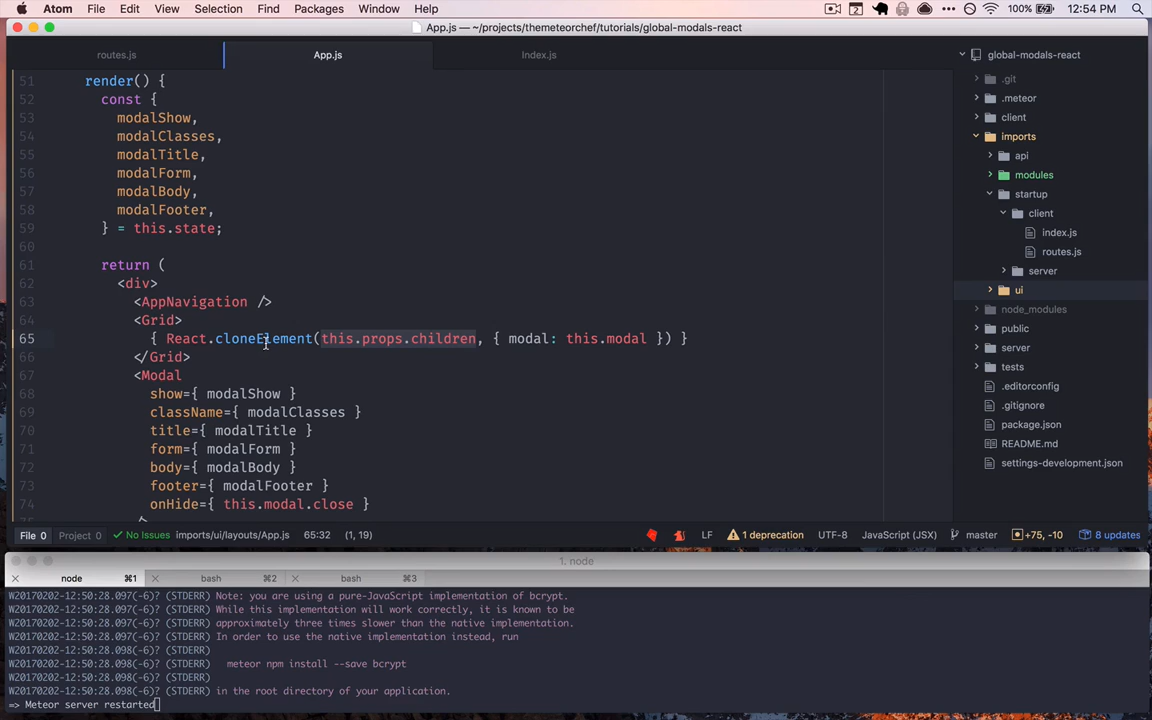 Atom File Edit View Selection Find Packages Window Help
100% 12:54 PM
App.js — ~/projects/themeteorchef/tutorials/global-modals-react
routes.js App.js Index.js
51 render() {
52 const {
53 modalShow,
54 modalClasses,
55 modalTitle,
56 modalForm,
57 modalBody,
58 modalFooter,
59 } = this.state;
60
61 return (
62 <div>
63 <AppNavigation />
64 <Grid>
65 { React.cloneElement(this.props.children, { modal: this.modal }) }
66 </Grid>
67 <Modal
68 show={ modalShow }
69 className={ modalClasses }
70 title={ modalTitle }
71 form={ modalForm }
72 body={ modalBody }
73 footer={ modalFooter }
74 onHide={ this.modal.close }
/>
global-modals-react
.git
.meteor
client
imports
api
modules
startup
client
index.js
routes.js
server
ui
node_modules
public
server
tests
.editorconfig
.gitignore
package.json
README.md
settings-development.json
File 0 Project 0 No Issues imports/ui/layouts/App.js 65:32 (1, 19) LF 1 deprecation UTF-8 JavaScript (JSX) master +75, -10 8 updates
1. node
node ⌘1 bash ⌘2 bash ⌘3
W20170202-12:50:28.097(-6)? (STDERR) Note: you are using a pure-JavaScript implementation of bcrypt.
W20170202-12:50:28.097(-6)? (STDERR) While this implementation will work correctly, it is known to be
W20170202-12:50:28.097(-6)? (STDERR) approximately three times slower than the native implementation.
W20170202-12:50:28.097(-6)? (STDERR) In order to use the native implementation instead, run
W20170202-12:50:28.098(-6)? (STDERR)
W20170202-12:50:28.098(-6)? (STDERR) meteor npm install --save bcrypt
W20170202-12:50:28.098(-6)? (STDERR)
W20170202-12:50:28.098(-6)? (STDERR) in the root directory of your application.
=> Meteor server restarted